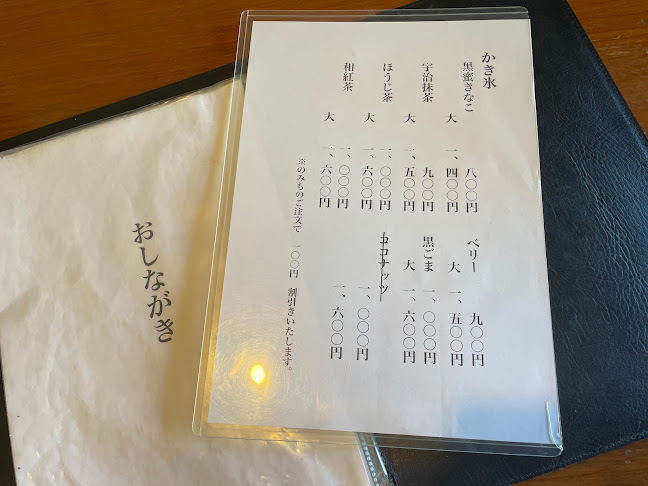 かき氷
黒蜜きなこ 八〇〇円
大 一、四〇〇円
宇治抹茶 九〇〇円
大 一、五〇〇円
ほうじ茶 一、〇〇〇円
大 一、六〇〇円
和紅茶 一、〇〇〇円
大 一、六〇〇円
ベリー 九〇〇円
大 一、五〇〇円
黒ごま 一、〇〇〇円
大 一、六〇〇円
ココナッツ 一、〇〇〇円
一、六〇〇円
※のみものご注文で 一〇〇円 割引きいたします。
おしながき